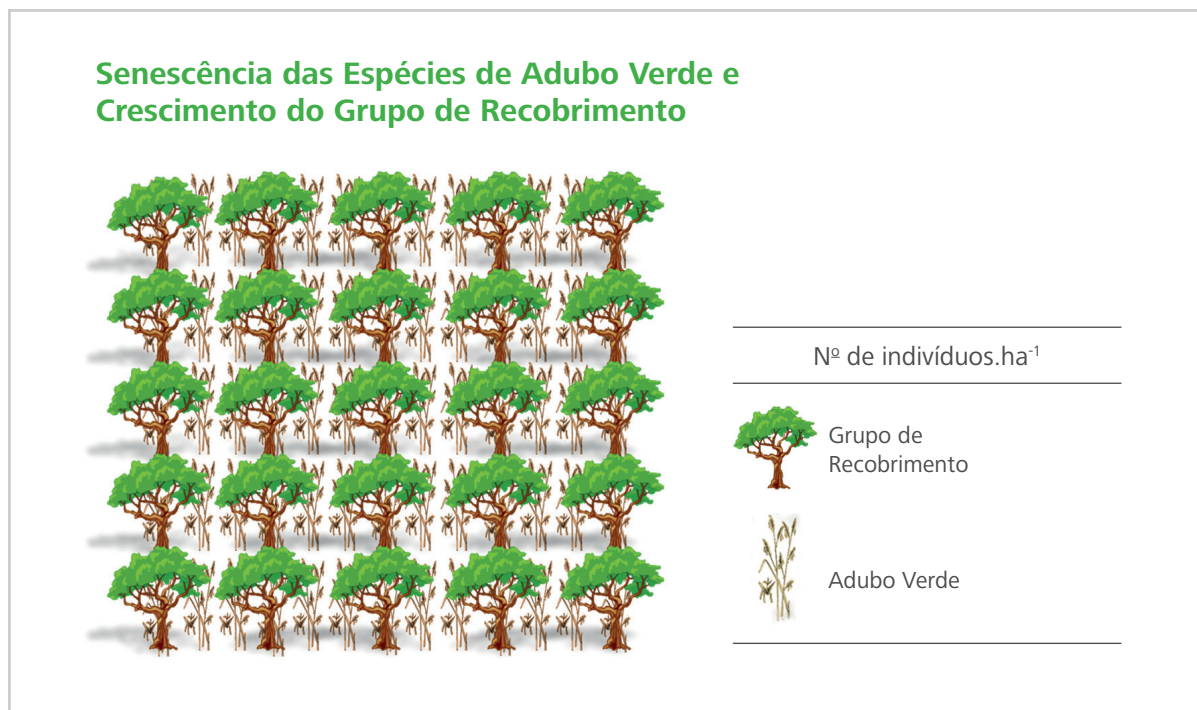 Senescência das Espécies de Adubo Verde e
Crescimento do Grupo de Recobrimento
Nº de indivíduos.ha⁻¹
Grupo de
Recobrimento
Adubo Verde